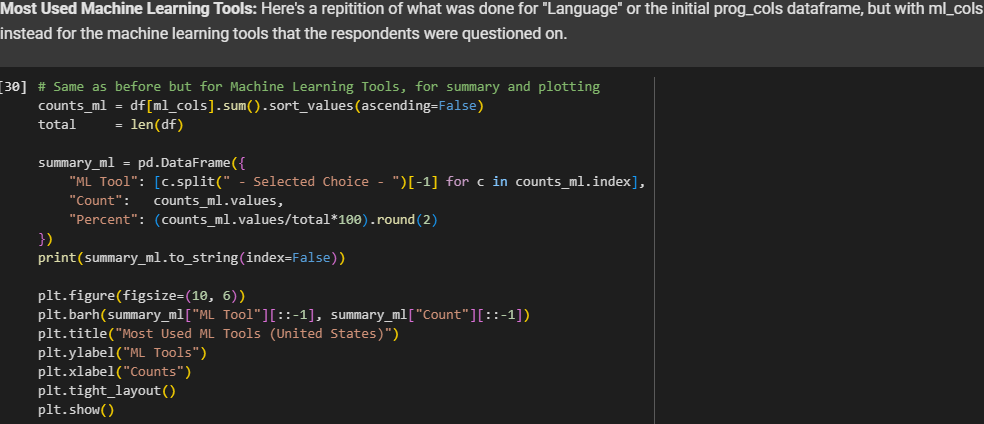 Most Used Machine Learning Tools: Here's a repitition of what was done for "Language" or the initial prog_cols dataframe, but with ml_cols
instead for the machine learning tools that the respondents were questioned on.
[30] # Same as before but for Machine Learning Tools, for summary and plotting
counts_ml = df[ml_cols].sum().sort_values(ascending=False)
total     = len(df)
summary_ml = pd.DataFrame({
    "ML Tool": [c.split(" - Selected Choice - ")[-1] for c in counts_ml.index],
    "Count":   counts_ml.values,
    "Percent": (counts_ml.values/total*100).round(2)
})
print(summary_ml.to_string(index=False))
plt.figure(figsize=(10, 6))
plt.barh(summary_ml["ML Tool"][::-1], summary_ml["Count"][::-1])
plt.title("Most Used ML Tools (United States)")
plt.ylabel("ML Tools")
plt.xlabel("Counts")
plt.tight_layout()
plt.show()